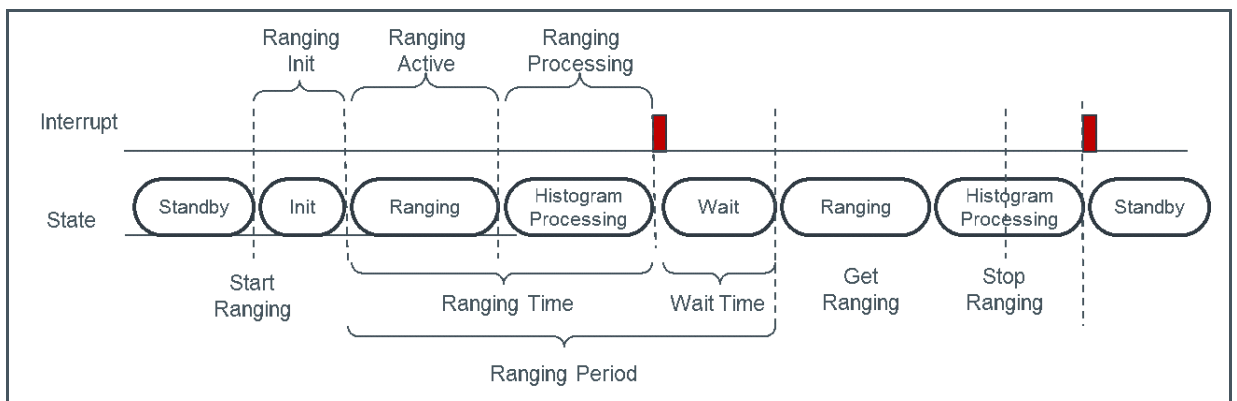 Ranging
Init
Ranging
Active
Ranging
Processing
Interrupt
State
Standby
Init
Ranging
Histogram
Processing
Wait
Ranging
Histogram
Processing
Standby
Start
Ranging
Ranging Time
Wait Time
Get
Ranging
Stop
Ranging
Ranging Period